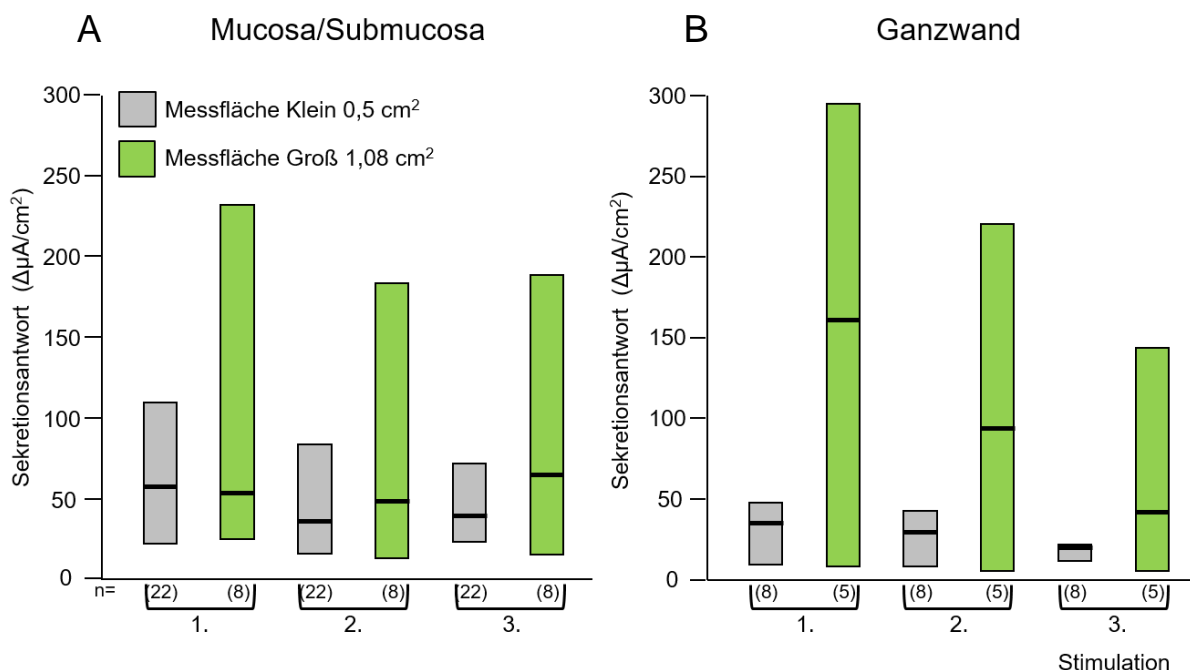 A Mucosa/Submucosa
Messfläche Klein 0,5 cm²
Messfläche Groß 1,08 cm²
Sekretionsantwort (ΔµA/cm²)
300
250
200
150
100
50
0
n= (22) (8) (22) (8) (22) (8)
1. 2. 3.
B Ganzwand
Sekretionsantwort (ΔµA/cm²)
300
250
200
150
100
50
0
(8) (5) (8) (5) (8) (5)
1. 2. 3.
Stimulation